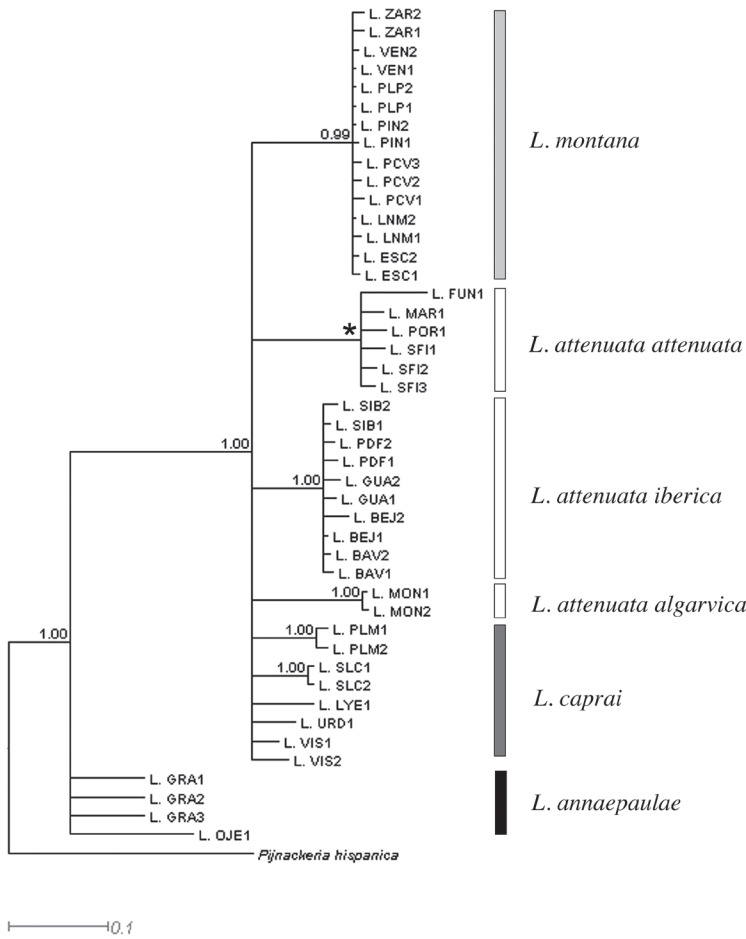 L. ZAR2
L. ZAR1
L. VEN2
L. VEN1
L. PLP2
L. PLP1
L. PIN2
0.99
L. PIN1
L. montana
L. PCV3
L. PCV2
L. PCV1
L. LNM2
L. LNM1
L. ESC2
L. ESC1
L. FUN1
L. MAR1
*
L. POR1
L. SFI1
L. attenuata attenuata
L. SFI2
L. SFI3
L. SIB2
L. SIB1
L. PDF2
1.00
L. PDF1
L. GUA2
1.00
L. GUA1
L. attenuata iberica
L. BEJ2
L. BEJ1
L. BAV2
L. BAV1
1.00
L. MON1
L. MON2
L. attenuata algarvica
1.00
L. PLM1
1.00
L. PLM2
1.00
L. SLC1
L. SLC2
L. caprai
L. LYE1
L. URD1
L. VIS1
L. VIS2
L. GRA1
L. GRA2
L. annaepaulae
L. GRA3
L. OJE1
Pijnackeria hispanica
0.1